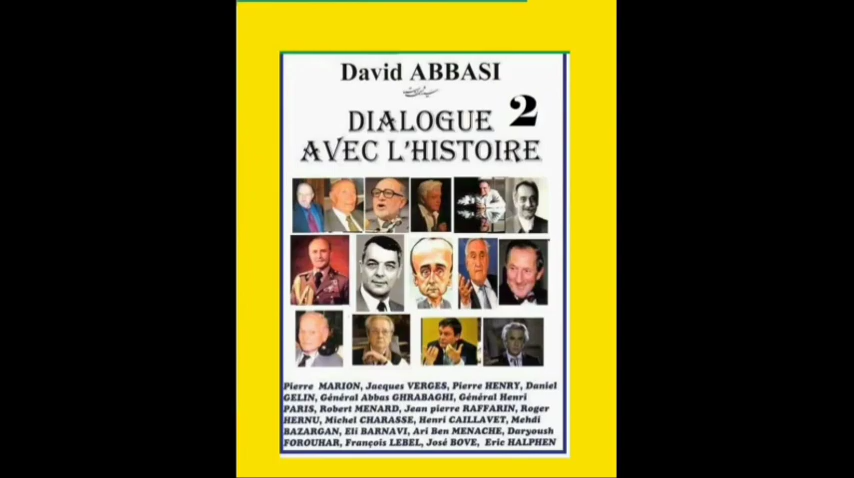 David ABBASI
DIALOGUE 2
AVEC L'HISTOIRE
Pierre MARION, Jacques VERGES, Pierre HENRY, Daniel
GELIN, Général Abbas GHRABAGHI, Général Henri
PARIS, Robert MENARD, Jean pierre RAFFARIN, Roger
HERNU, Michel CHARASSE, Henri CAILLAVET, Mehdi
BAZARGAN, Eli BARNAVI, Ari Ben MENACHE, Daryoush
FOROUHAR, François LEBEL, José BOVE, Eric HALPHEN